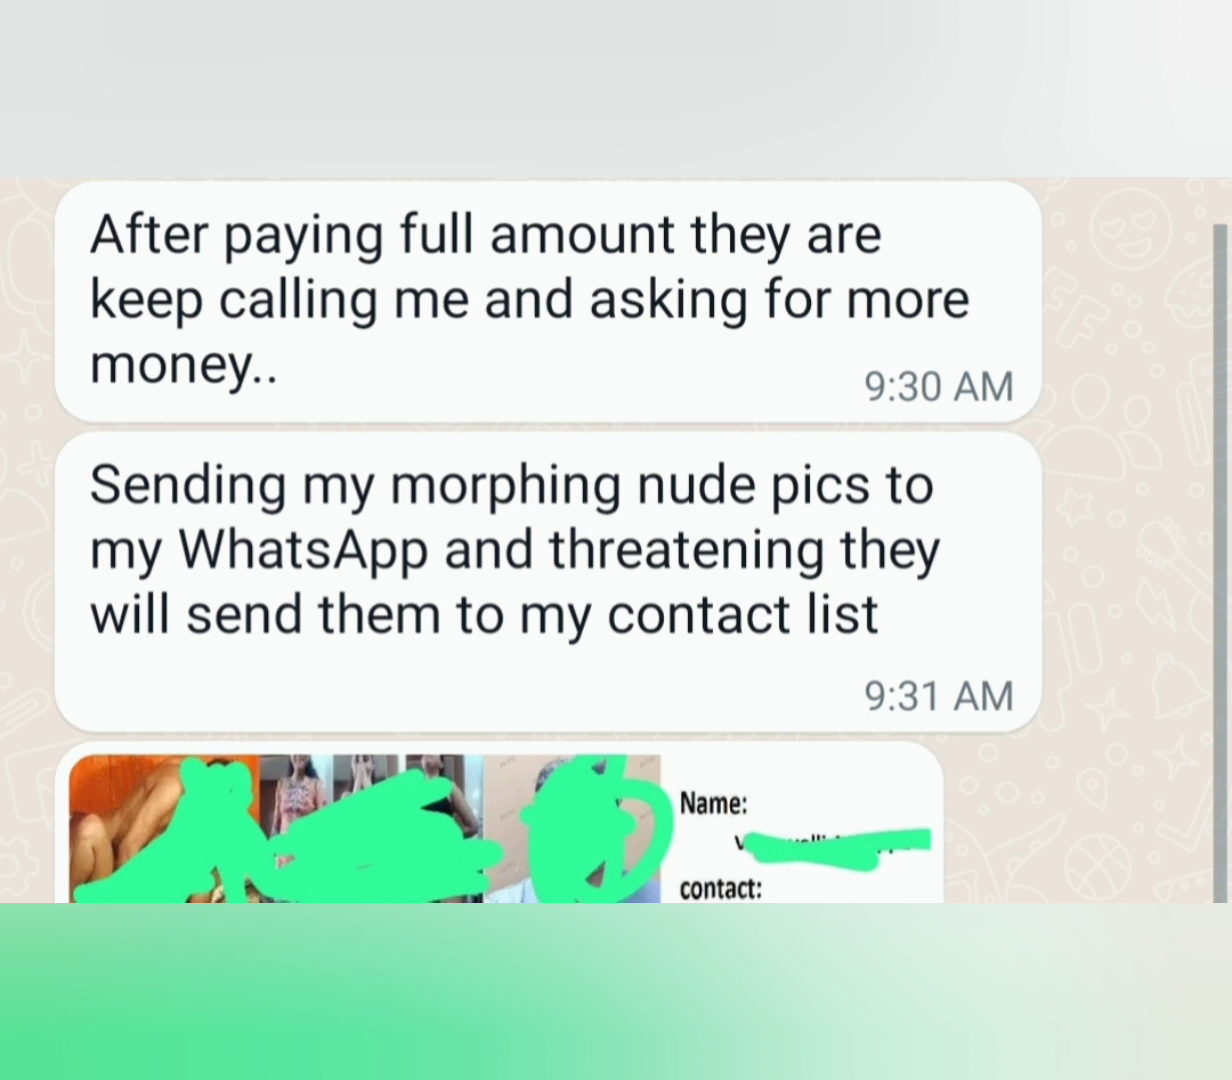 After paying full amount they are
keep calling me and asking for more
money..
9:30 AM
Sending my morphing nude pics to
my WhatsApp and threatening they
will send them to my contact list
9:31 AM
Name:
contact: